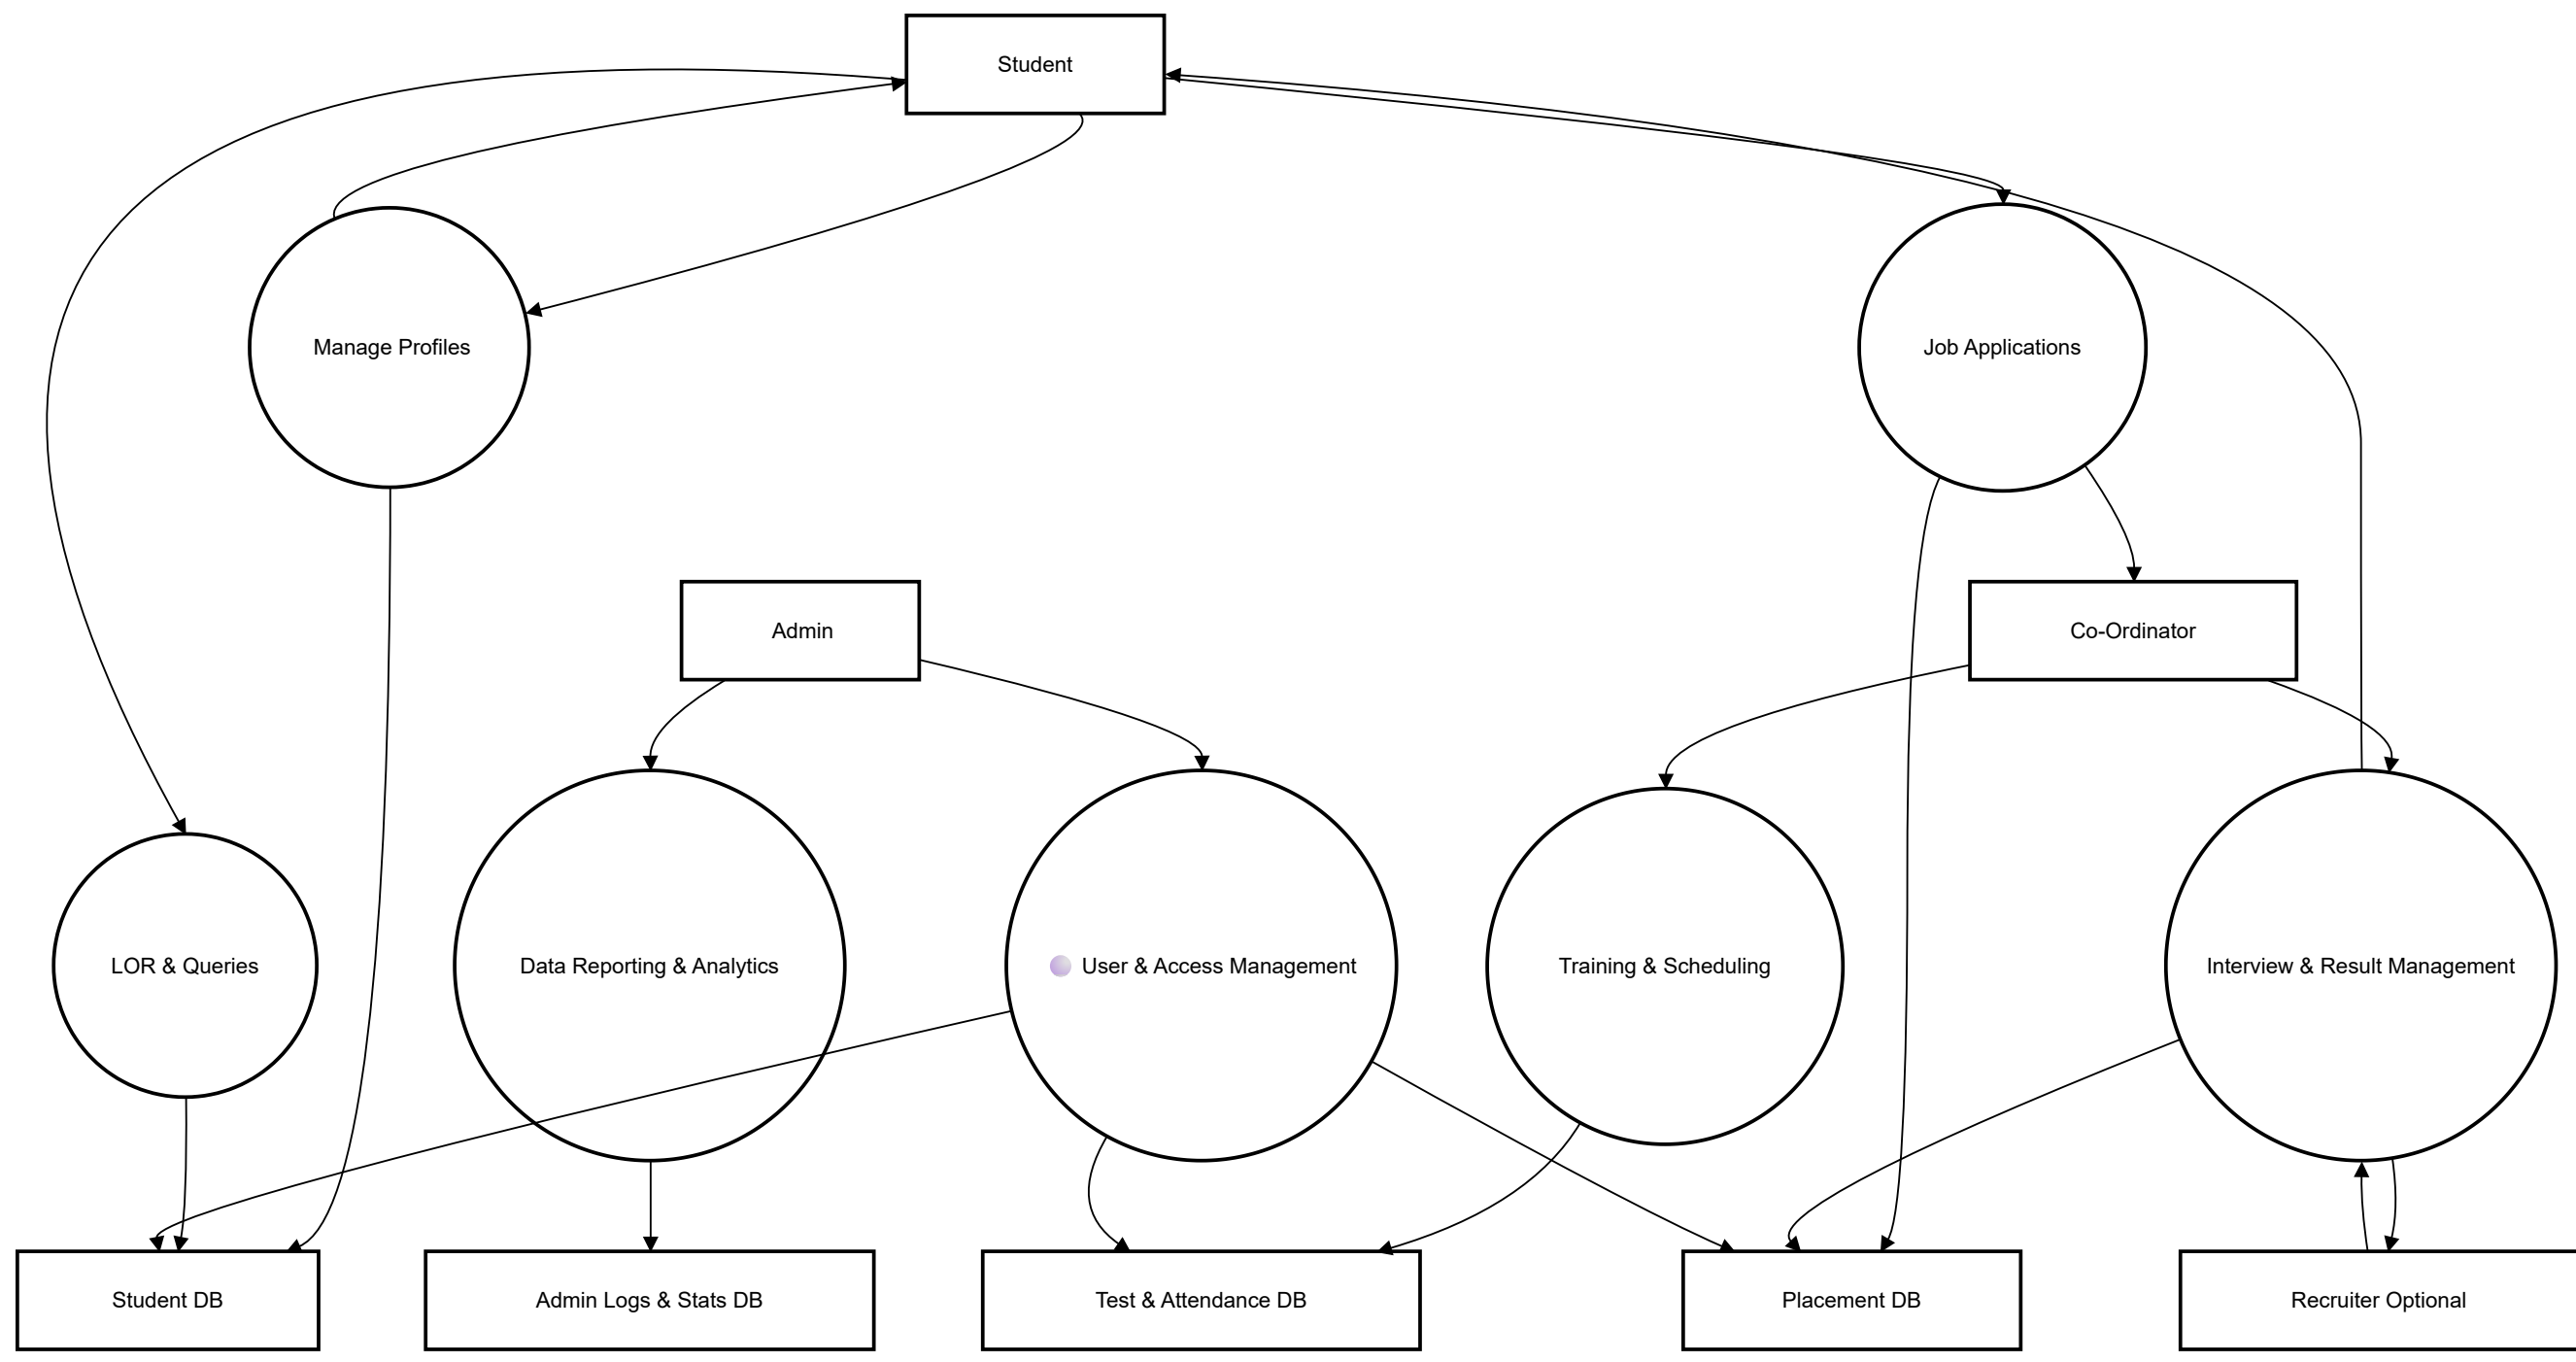 Student
Manage Profiles
Job Applications
Admin
Co-Ordinator
LOR & Queries
Data Reporting & Analytics
User & Access Management
Training & Scheduling
Interview & Result Management
Student DB
Admin Logs & Stats DB
Test & Attendance DB
Placement DB
Recruiter Optional